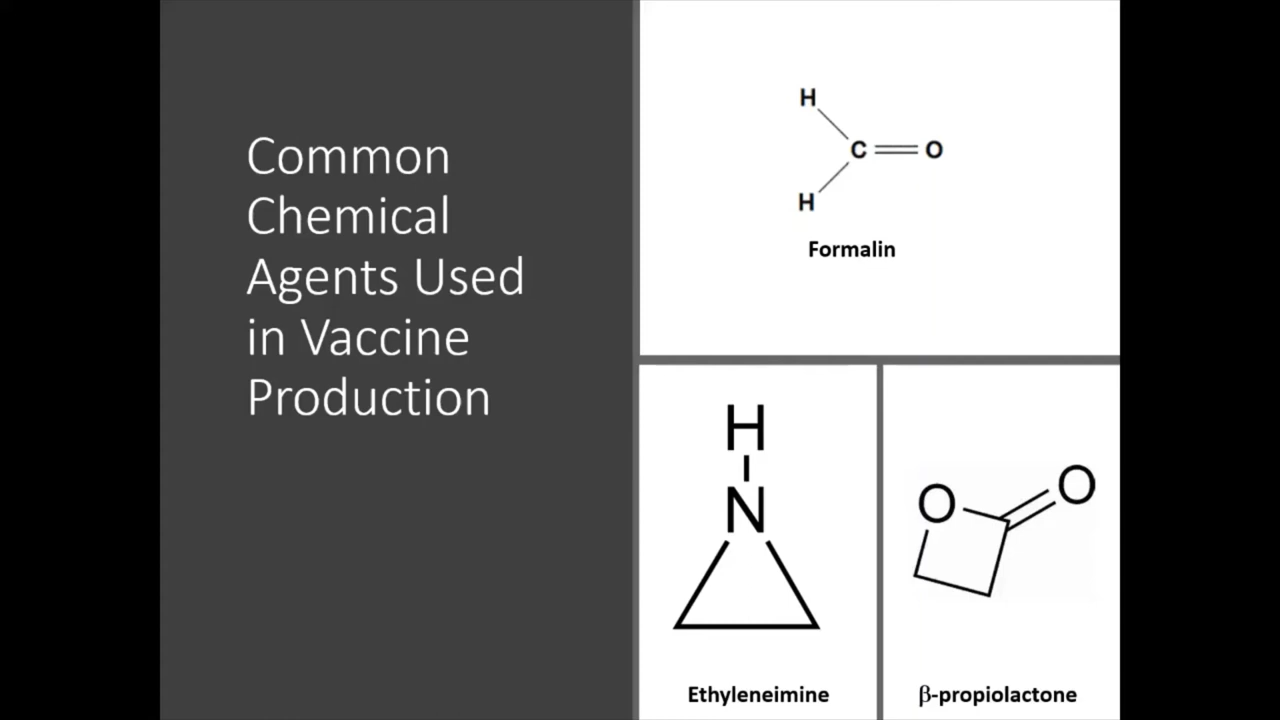 Common
Chemical
Agents Used
in Vaccine
Production
H
C
O
H
Formalin
H
N
Ethyleneimine
O
O
β-propiolactone